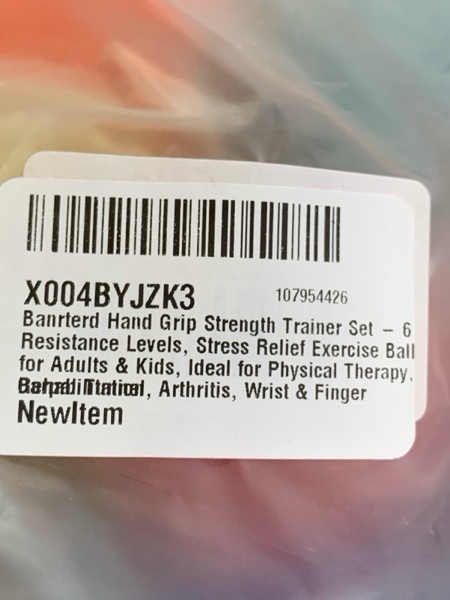 X004BYJZK3
107954426
Banrterd Hand Grip Strength Trainer Set – 6
Resistance Levels, Stress Relief Exercise Ball
for Adults & Kids, Ideal for Physical Therapy,
Arthritis, Wrist & Finger
NewItem